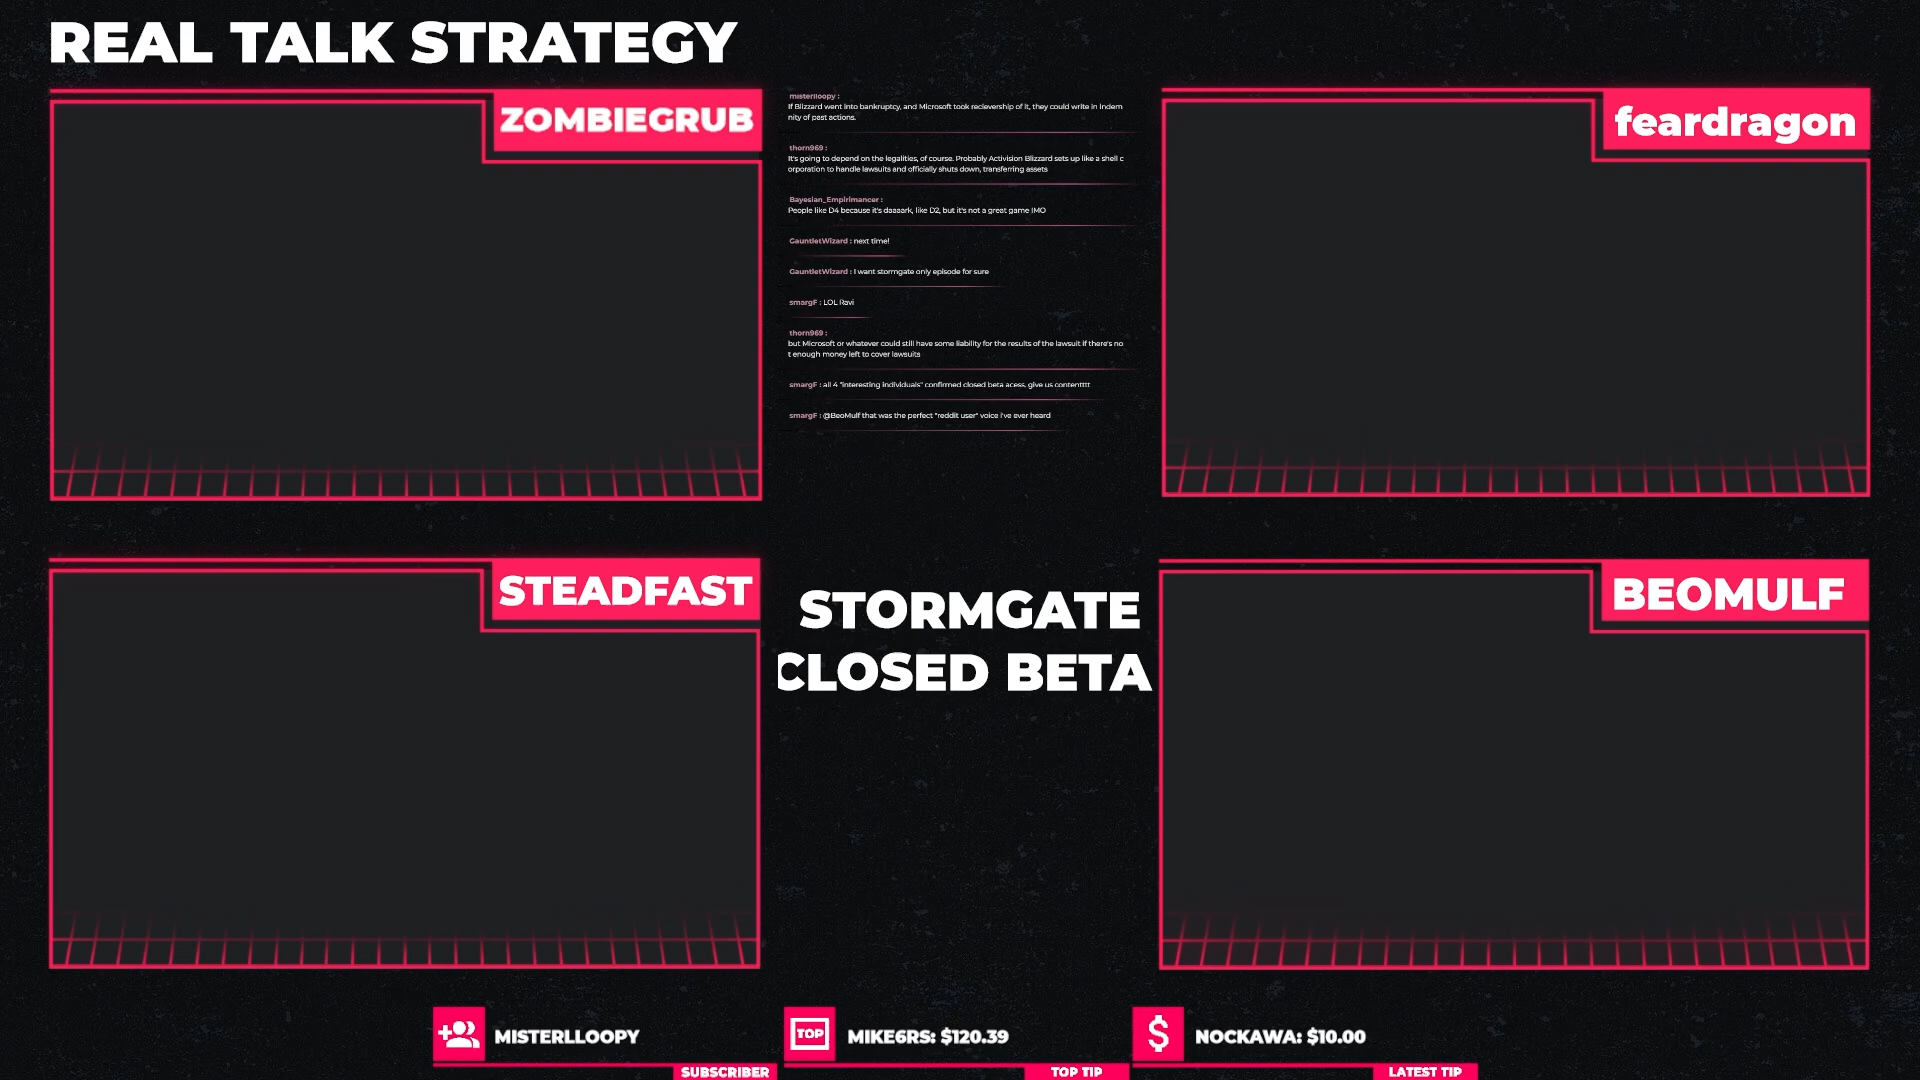 REAL TALK STRATEGY
ZOMBIEGRUB
misterlloopy :
If Blizzard went into bankruptcy, and Microsoft took recievership of it, they could write in indem
nity of past actions.
thorn969 :
It's going to depend on the legalities, of course. Probably Activision Blizzard sets up like a shell c
orporation to handle lawsuits and officially shuts down, transferring assets
Bayesian_Empirimancer :
People like D4 because it's daaaark, like D2, but it's not a great game IMO
GauntletWizard : next time!
GauntletWizard : I want stormgate only episode for sure
smargF : LOL Ravi
thorn969 :
but Microsoft or whatever could still have some liability for the results of the lawsuit if there's no
t enough money left to cover lawsuits
smargF : all 4 "interesting individuals" confirmed closed beta acess. give us contentttt
smargF : @BeoMulf that was the perfect "reddit user" voice i've ever heard
feardragon
STEADFAST
STORMGATE
CLOSED BETA
BEOMULF
MISTERLLOOPY
SUBSCRIBER
TOP
MIKE6RS: $120.39
TOP TIP
$
NOCKAWA: $10.00
LATEST TIP